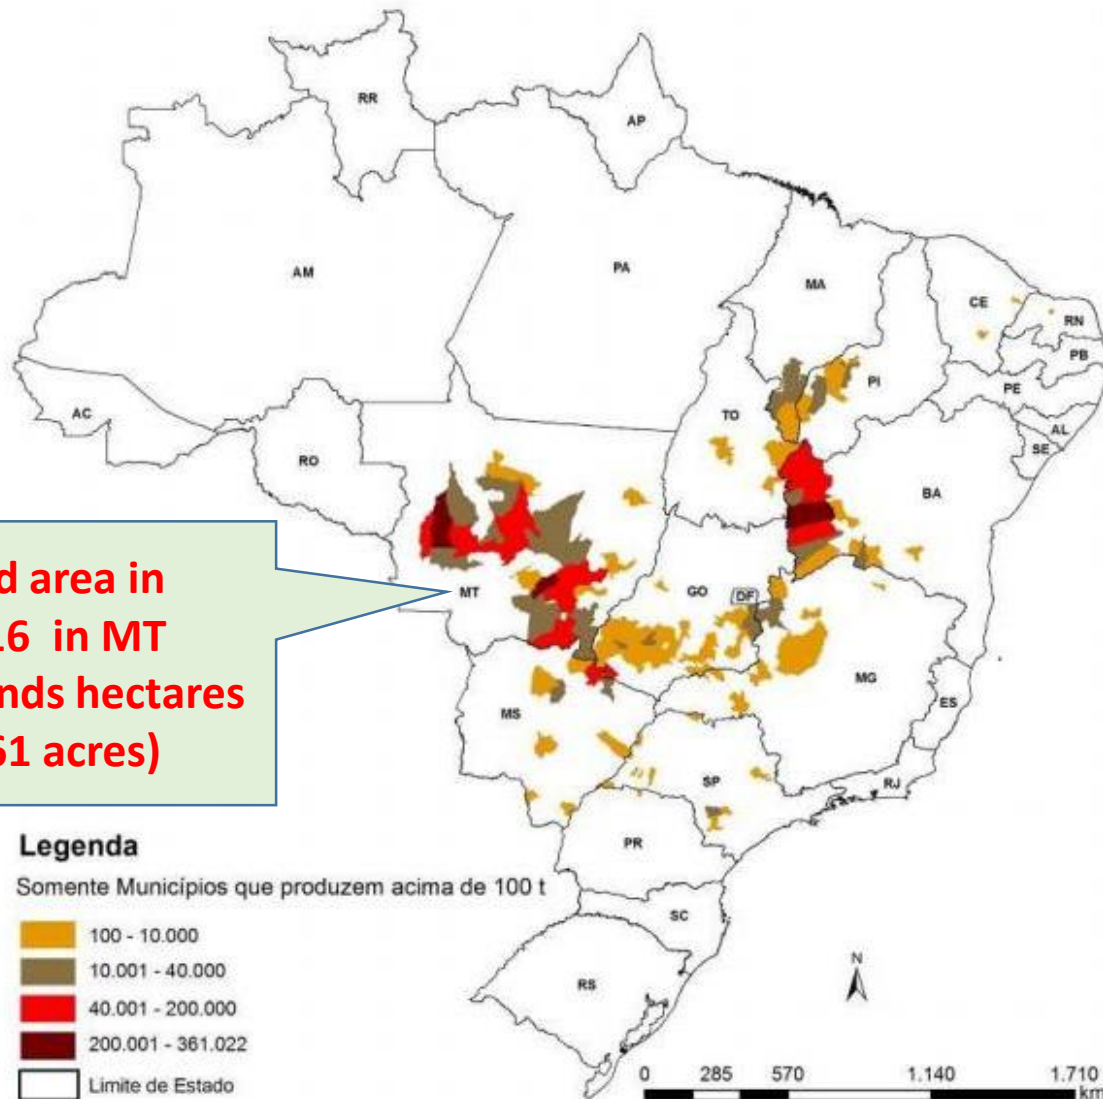 RR
AP
AM
PA
MA
CE
RN
PB
PE
AL
SE
PI
TO
AC
RO
BA
MT
GO
DF
MG
ES
MS
SP
RJ
PR
SC
RS
d area in
16 in MT
nds hectares
61 acres)
Legenda
Somente Municípios que produzem acima de 100 t
100 - 10.000
10.001 - 40.000
40.001 - 200.000
200.001 - 361.022
Limite de Estado
N
0 285 570 1.140 1.710
km